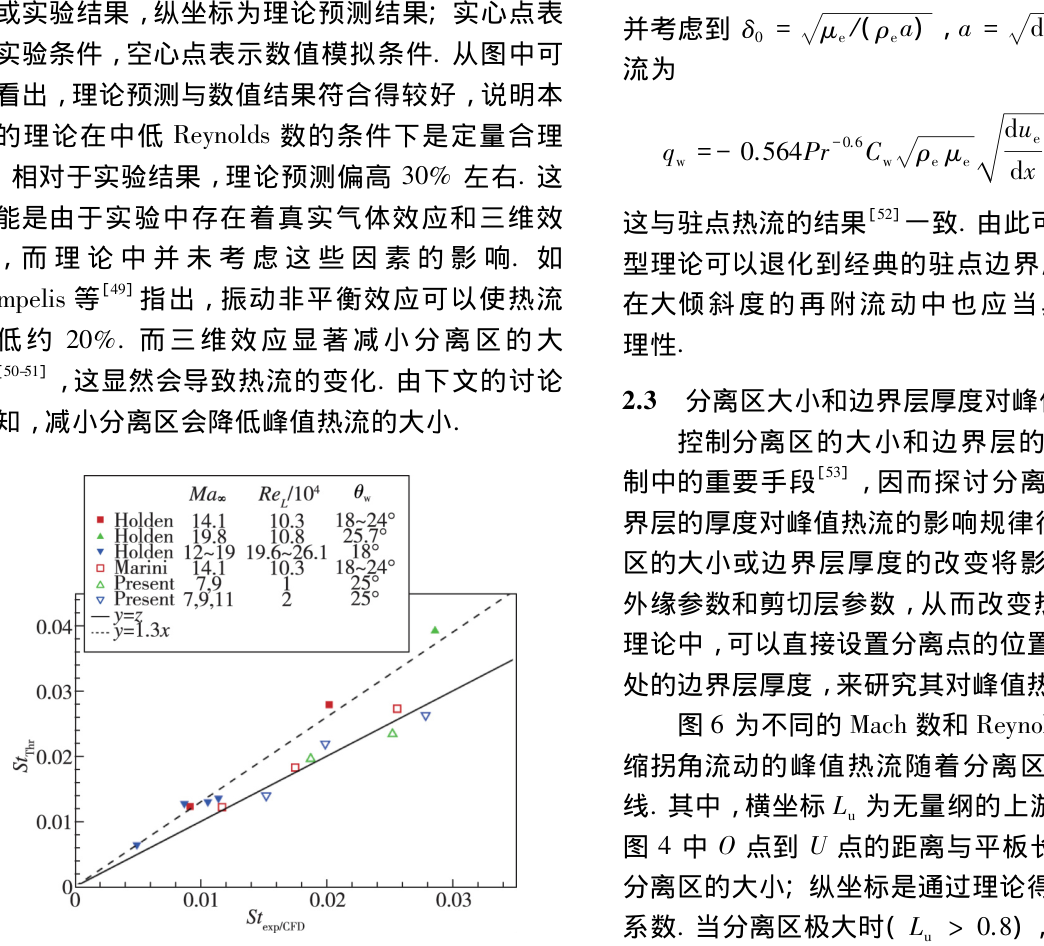 或实验结果,纵坐标为理论预测结果; 实心点表
实验条件,空心点表示数值模拟条件. 从图中可
看出,理论预测与数值结果符合得较好,说明本
的理论在中低 Reynolds 数的条件下是定量合理
相对于实验结果,理论预测偏高 30% 左右. 这
能是由于实验中存在着真实气体效应和三维效
,而理论中并未考虑这些因素的影响. 如
mpelis 等[49]指出,振动非平衡效应可以使热流
低约 20%. 而三维效应显著减小分离区的大
[50-51],这显然会导致热流的变化. 由下文的讨论
知,减小分离区会降低峰值热流的大小.
Ma∞ Re_L/10⁴ θ_w
Holden 14.1 10.3 18~24°
Holden 19.8 10.8 25.7°
Holden 12~19 19.6~26.1 18°
Marini 14.1 10.3 18~24°
Present 7,9 1 25°
Present 7,9,11 2 25°
y=z
y=1.3x
0.04
0.03
0.02
0.01
0
St_Thr
0 0.01 0.02 0.03
St_exp/CFD
并考虑到 δ₀ = √μ_e/(ρ_e a) ,a = √d
流为
q_w = − 0.564Pr^−0.6 C_w √ρ_e μ_e √du_e/dx
这与驻点热流的结果[52]一致. 由此可
型理论可以退化到经典的驻点边界
在大倾斜度的再附流动中也应当
理性.
2.3 分离区大小和边界层厚度对峰值
控制分离区的大小和边界层的
制中的重要手段[53],因而探讨分离
界层的厚度对峰值热流的影响规律
区的大小或边界层厚度的改变将影
外缘参数和剪切层参数,从而改变热
理论中,可以直接设置分离点的位置
处的边界层厚度,来研究其对峰值热
图 6 为不同的 Mach 数和 Reynol
缩拐角流动的峰值热流随着分离区
线. 其中,横坐标 L_u 为无量纲的上游
图 4 中 O 点到 U 点的距离与平板长
分离区的大小; 纵坐标是通过理论得
系数. 当分离区极大时( L_u > 0.8) ,